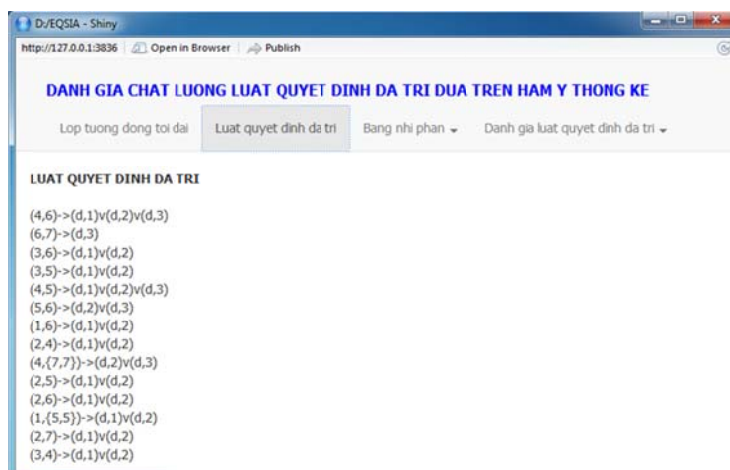 D:/EQSIA - Shiny
http://127.0.0.1:3836 Open in Browser Publish
DANH GIA CHAT LUONG LUAT QUYET DINH DA TRI DUA TREN HAM Y THONG KE
Lop tuong dong toi dai Luat quyet dinh da tri Bang nhi phan Danh gia luat quyet dinh da tri
LUAT QUYET DINH DA TRI
(4,6)->(d,1)v(d,2)v(d,3)
(6,7)->(d,3)
(3,6)->(d,1)v(d,2)
(3,5)->(d,1)v(d,2)
(4,5)->(d,1)v(d,2)v(d,3)
(5,6)->(d,2)v(d,3)
(1,6)->(d,1)v(d,2)
(2,4)->(d,1)v(d,2)
(4,{7,7})->(d,2)v(d,3)
(2,5)->(d,1)v(d,2)
(2,6)->(d,1)v(d,2)
(1,{5,5})->(d,1)v(d,2)
(2,7)->(d,1)v(d,2)
(3,4)->(d,1)v(d,2)